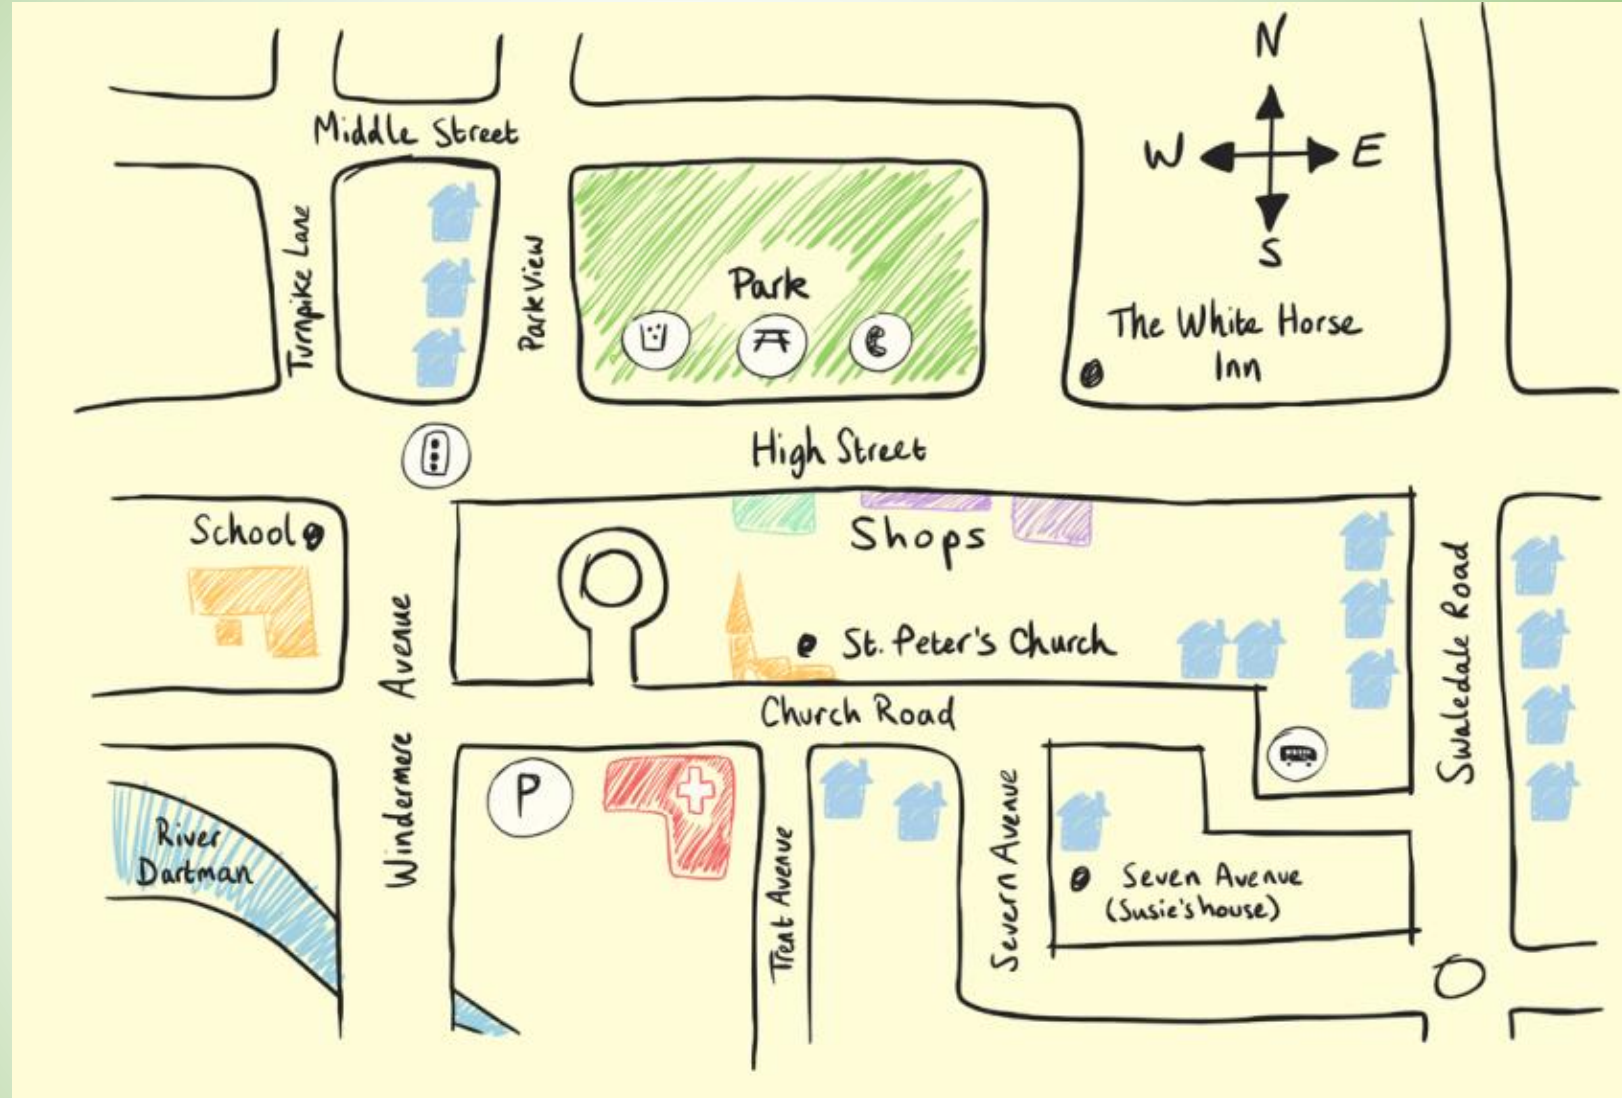 N
Middle Street
W E
S
Turnpike Lane
Park View
Park
The White Horse
Inn
High Street
School
Shops
St. Peter's Church
Windermere Avenue
Church Road
Swaledale Road
P
River
Dartman
Trent Avenue
Severn Avenue
Seven Avenue
(Susie's house)